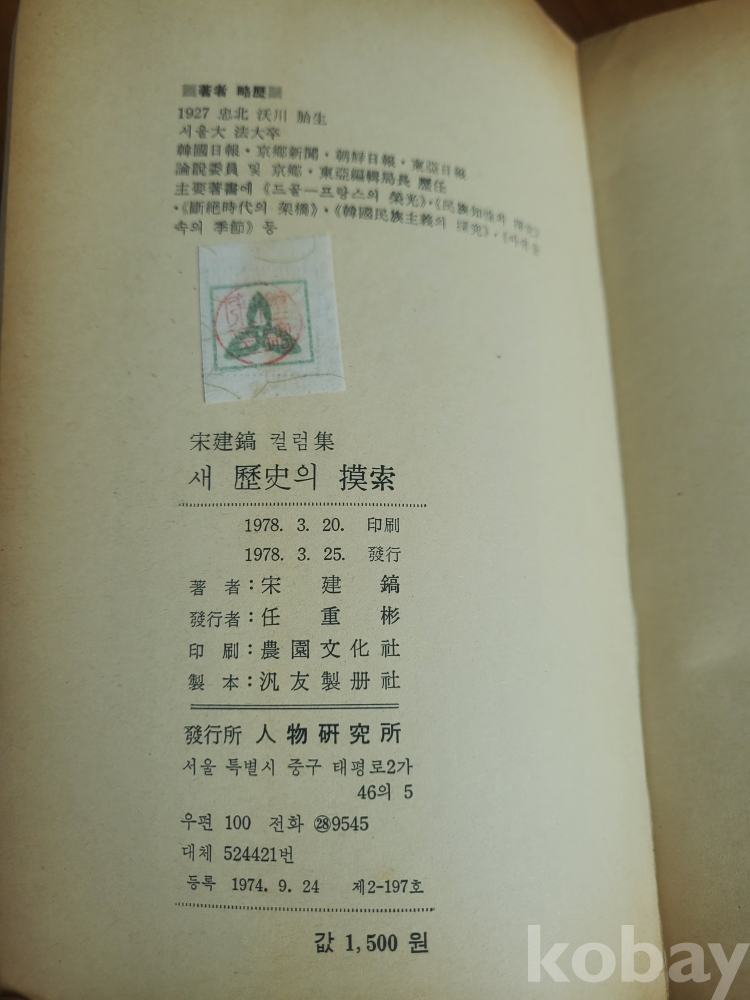 ▒著者 略歷▒
1927 忠北 沃川 胎生
서울大 法大卒
韓國日報·京鄕新聞·朝鮮日報·東亞日報
論說委員 및 京鄕·東亞編輯局長 歷任
主要著書에 《드골—프랑스의 榮光》·《民族知性의
·《斷絶時代의 架橋》·《韓國民族主義의 探究》·
속의 季節》 등
宋建鎬 컬럼集
새 歷史의 摸索
1978. 3. 20. 印刷
1978. 3. 25. 發行
著 者 : 宋 建 鎬
發行者 : 任 重 彬
印 刷 : 農園文化社
製 本 : 汎友製册社
發行所 人物硏究所
서울 특별시 중구 태평로2가
46의 5
우편 100 전화 ㉘9545
대체 524421번
등록 1974. 9. 24 제2-197호
값 1,500 원
kobay